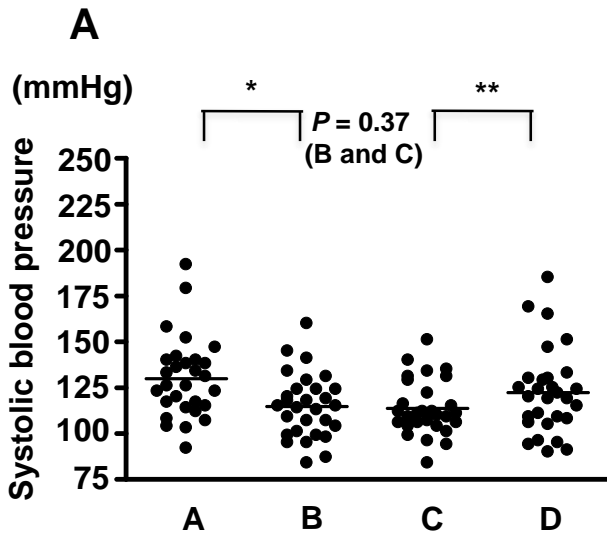 A
(mmHg)
*
**
P = 0.37
(B and C)
Systolic blood pressure
250
225
200
175
150
125
100
75
A B C D